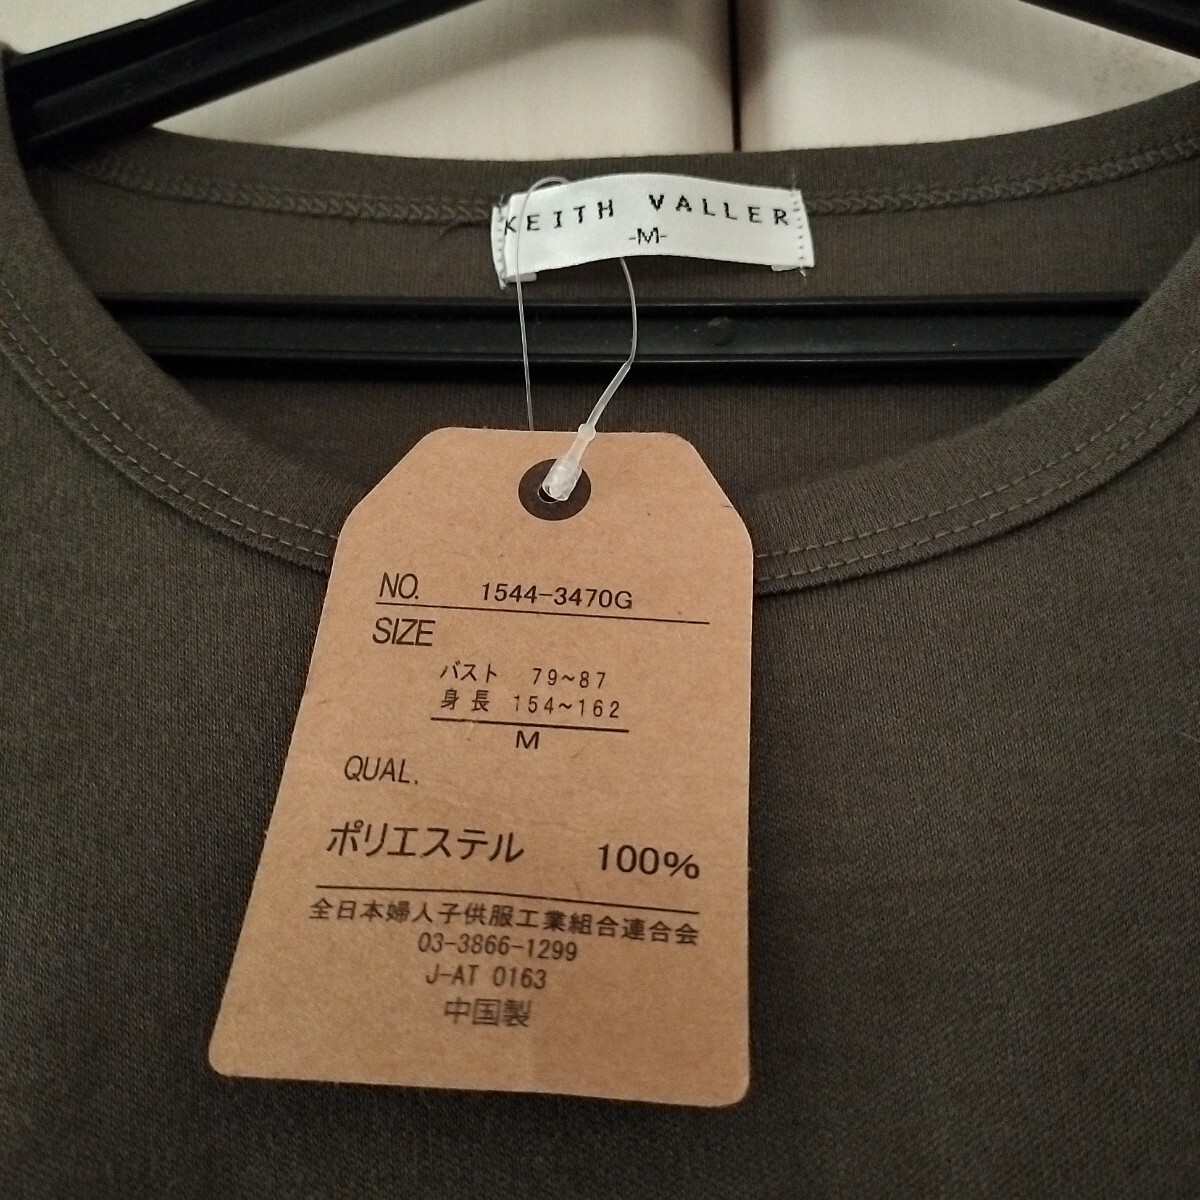 KEITH VALLER
-M-
NO. 1544-3470G
SIZE
バスト 79~87
身長 154~162
M
QUAL.
ポリエステル 100%
全日本婦人子供服工業組合連合会
03-3866-1299
J-AT 0163
中国製